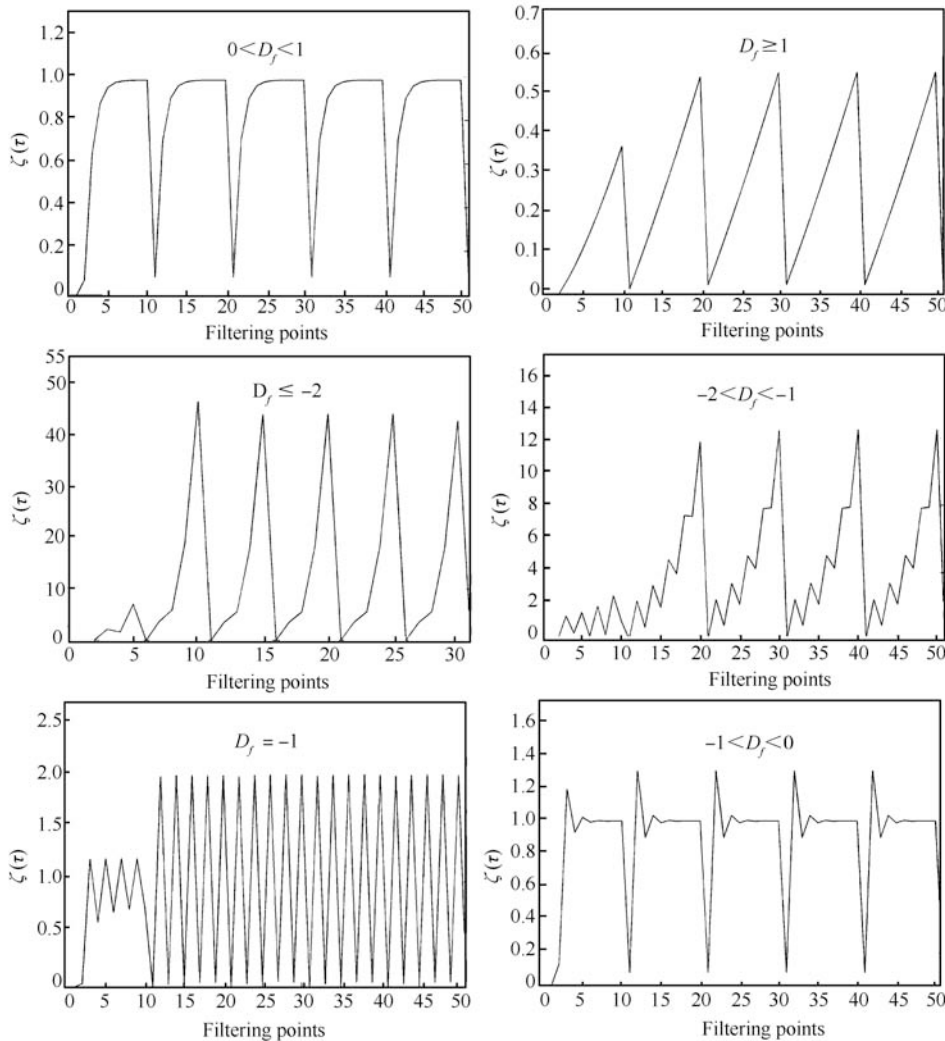 0<D_f<1
1.2
1.0
0.8
0.6
0.4
0.2
0
ζ(τ)
0 5 10 15 20 25 30 35 40 45 50
Filtering points
D_f≥1
0.7
0.6
0.5
0.4
0.3
0.2
0.1
0
ζ(τ)
0 5 10 15 20 25 30 35 40 45 50
Filtering points
D_f ≤ −2
55
50
40
30
20
10
0
ζ(τ)
0 5 10 15 20 25 30
Filtering points
−2<D_f<−1
16
14
12
10
8
6
4
2
0
ζ(τ)
0 5 10 15 20 25 30 35 40 45 50
Filtering points
D_f = −1
2.5
2.0
1.5
1.0
0.5
0
ζ(τ)
0 5 10 15 20 25 30 35 40 45 50
Filtering points
−1<D_f<0
1.6
1.4
1.2
1.0
0.8
0.6
0.4
0.2
0
ζ(τ)
0 5 10 15 20 25 30 35 40 45 50
Filtering points